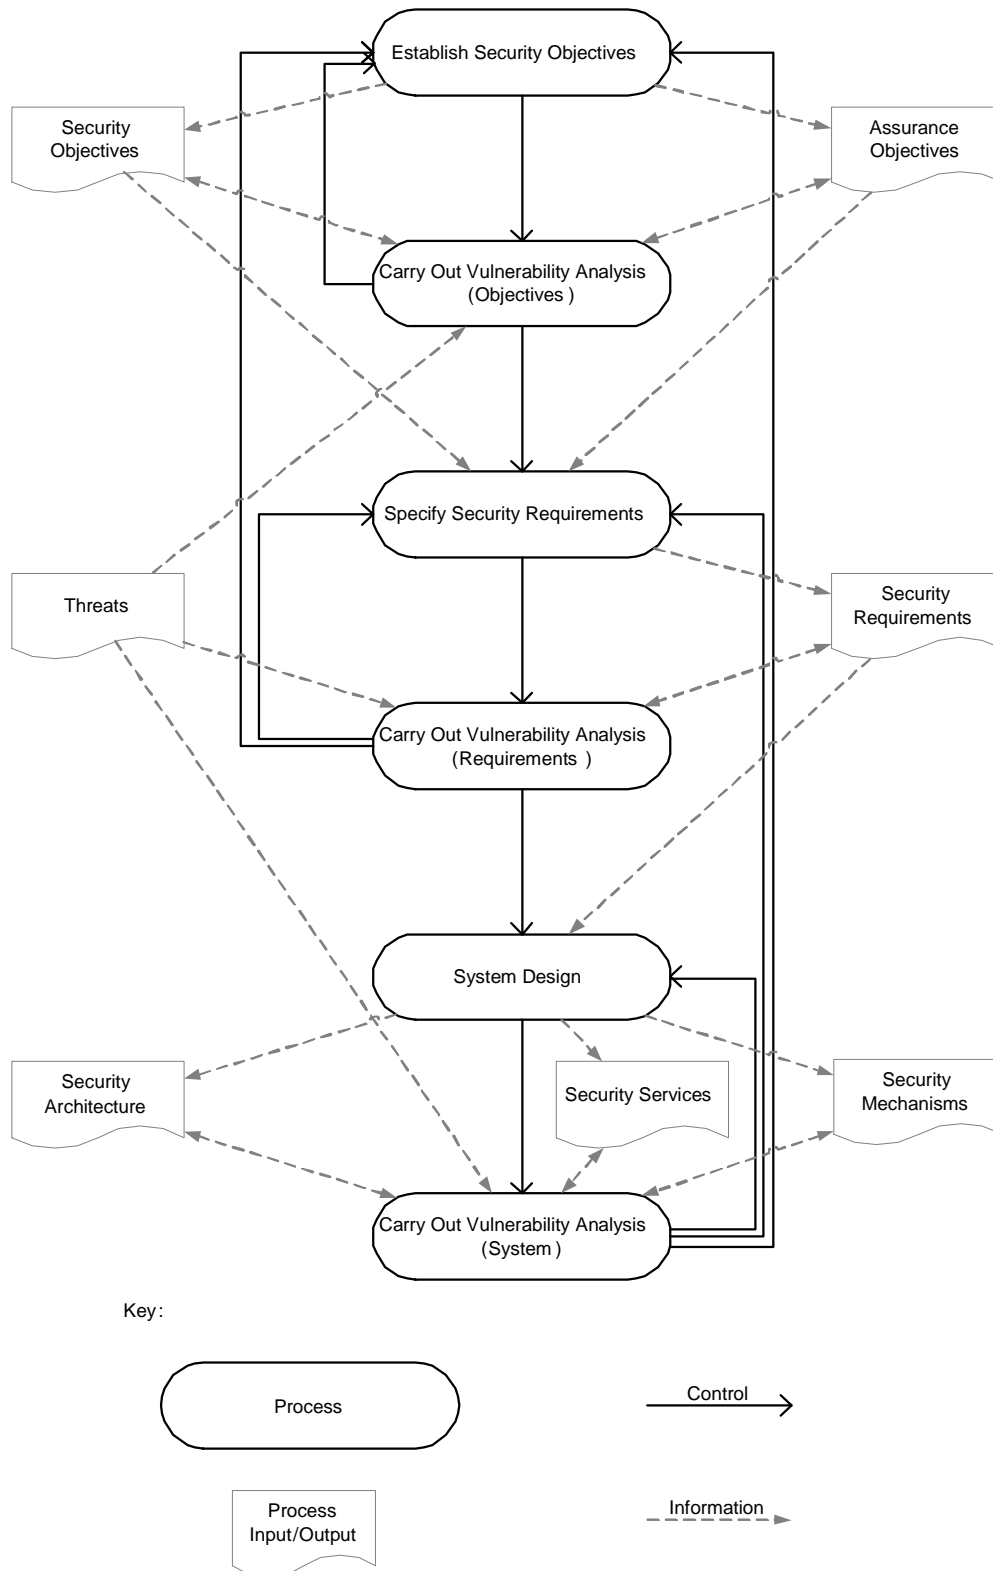 Establish Security Objectives
Security
Objectives
Assurance
Objectives
Carry Out Vulnerability Analysis
(Objectives )
Specify Security Requirements
Threats
Security
Requirements
Carry Out Vulnerability Analysis
(Requirements )
System Design
Security
Architecture
Security Services
Security
Mechanisms
Carry Out Vulnerability Analysis
(System )
Key:
Process
Control
Process
Input/Output
Information